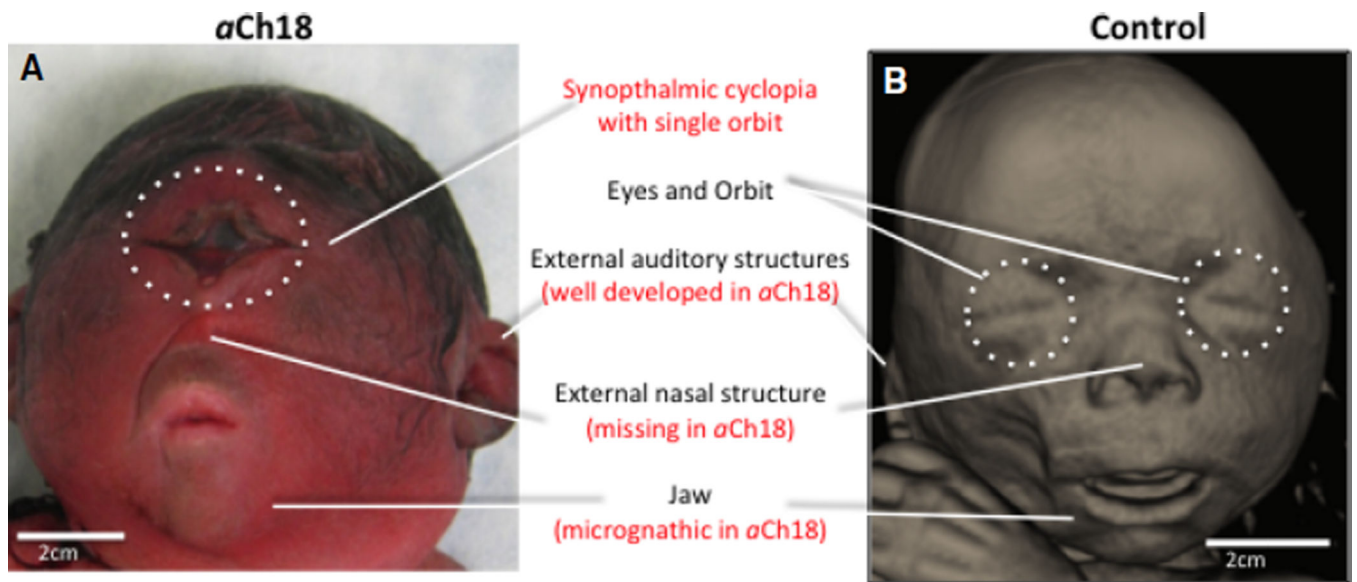 aCh18
Control
A
B
Synopthalmic cyclopia
with single orbit
Eyes and Orbit
External auditory structures
(well developed in aCh18)
External nasal structure
(missing in aCh18)
Jaw
(micrognathic in aCh18)
2cm
2cm